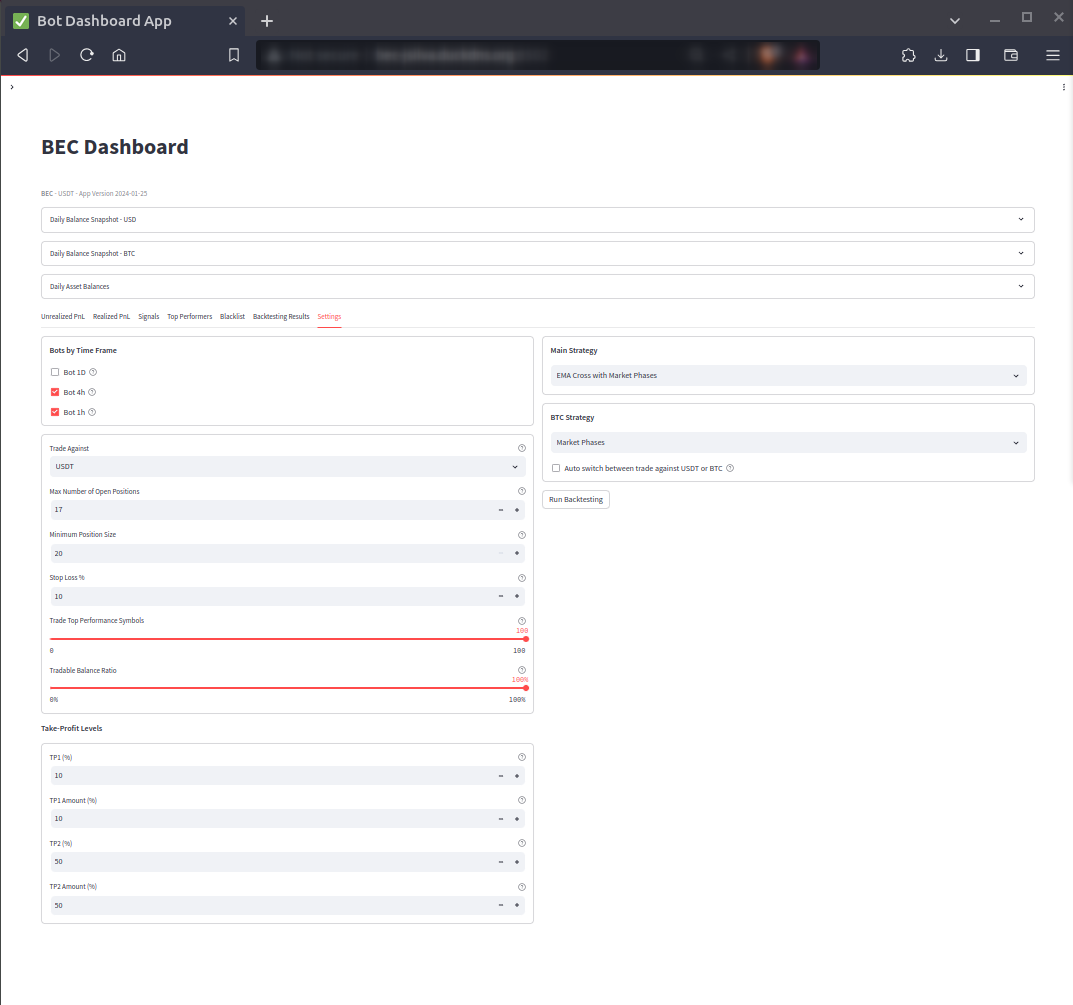 Bot Dashboard App
BEC Dashboard
BEC - USDT - App Version 2024-01-25
Daily Balance Snapshot - USD
Daily Balance Snapshot - BTC
Daily Asset Balances
Unrealized PnL Realized PnL Signals Top Performers Blacklist Backtesting Results Settings
Bots by Time Frame
Bot 1D
Bot 4h
Bot 1h
Trade Against
USDT
Max Number of Open Positions
17
Minimum Position Size
20
Stop Loss %
10
Trade Top Performance Symbols
100
0 100
Tradable Balance Ratio
100%
0% 100%
Take-Profit Levels
TP1 (%)
10
TP1 Amount (%)
10
TP2 (%)
50
TP2 Amount (%)
50
Main Strategy
EMA Cross with Market Phases
BTC Strategy
Market Phases
Auto switch between trade against USDT or BTC
Run Backtesting